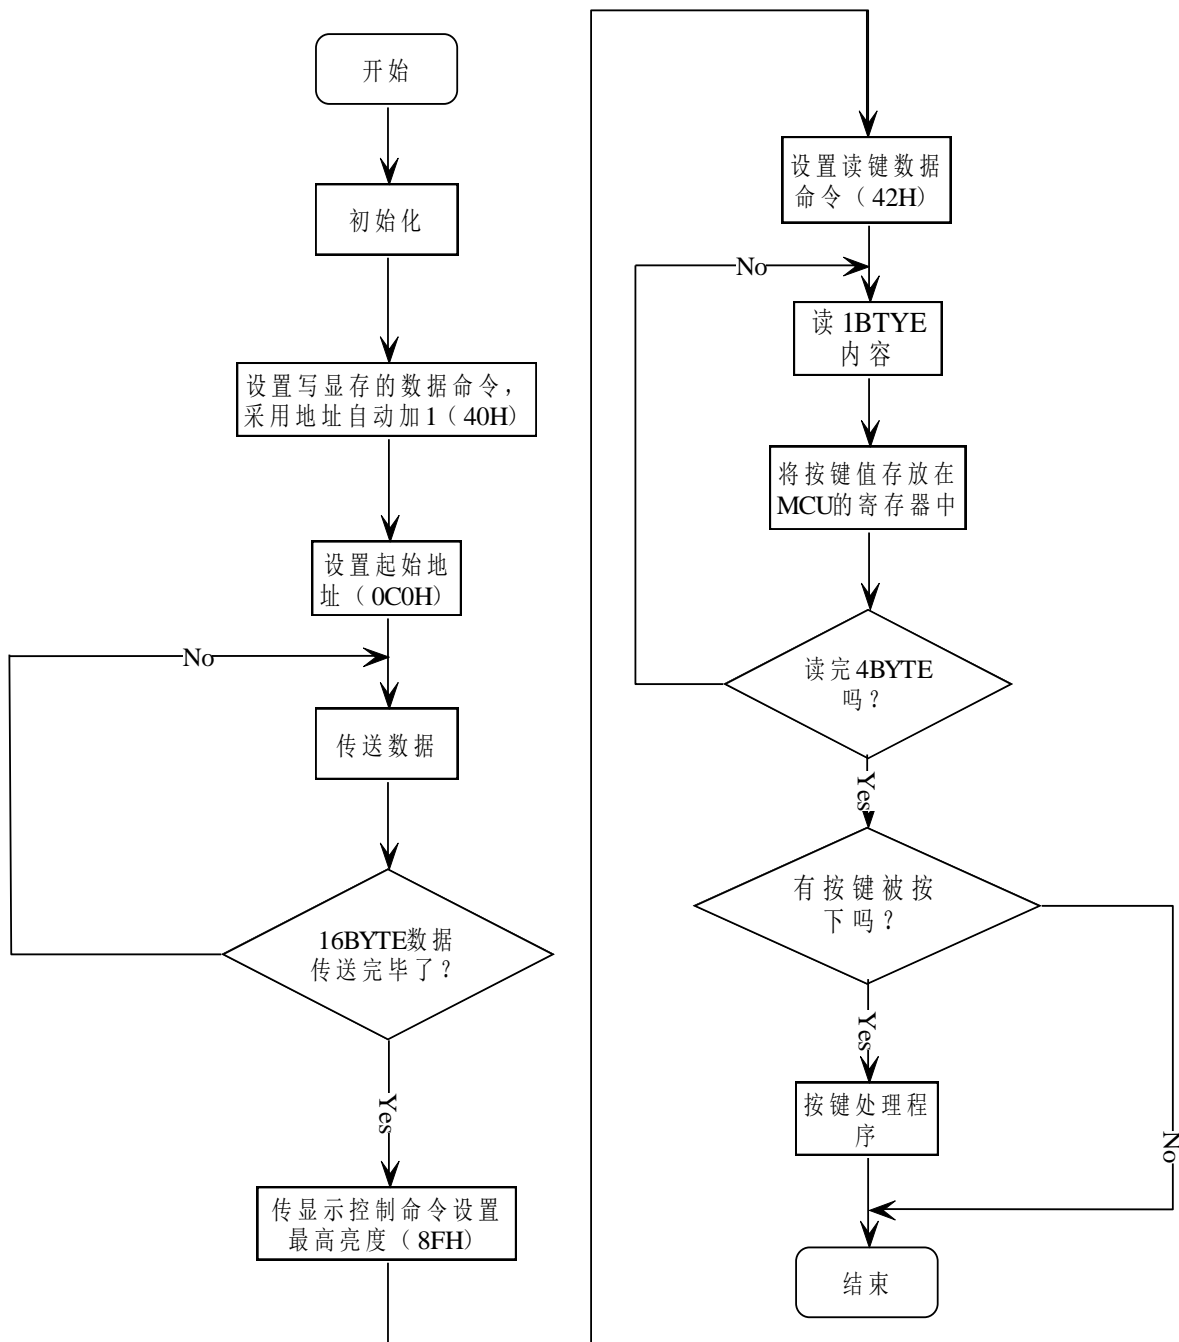 开始
初始化
设置写显存的数据命令，
采用地址自动加1（40H）
设置起始地
址（0C0H）
No
传送数据
16BYTE数据
传送完毕了？
Yes
传显示控制命令设置
最高亮度（8FH）
设置读键数据
命令（42H）
No
读1BTYE
内容
将按键值存放在
MCU的寄存器中
读完4BYTE
吗？
Yes
有按键被按
下吗？
Yes
No
按键处理程
序
结束